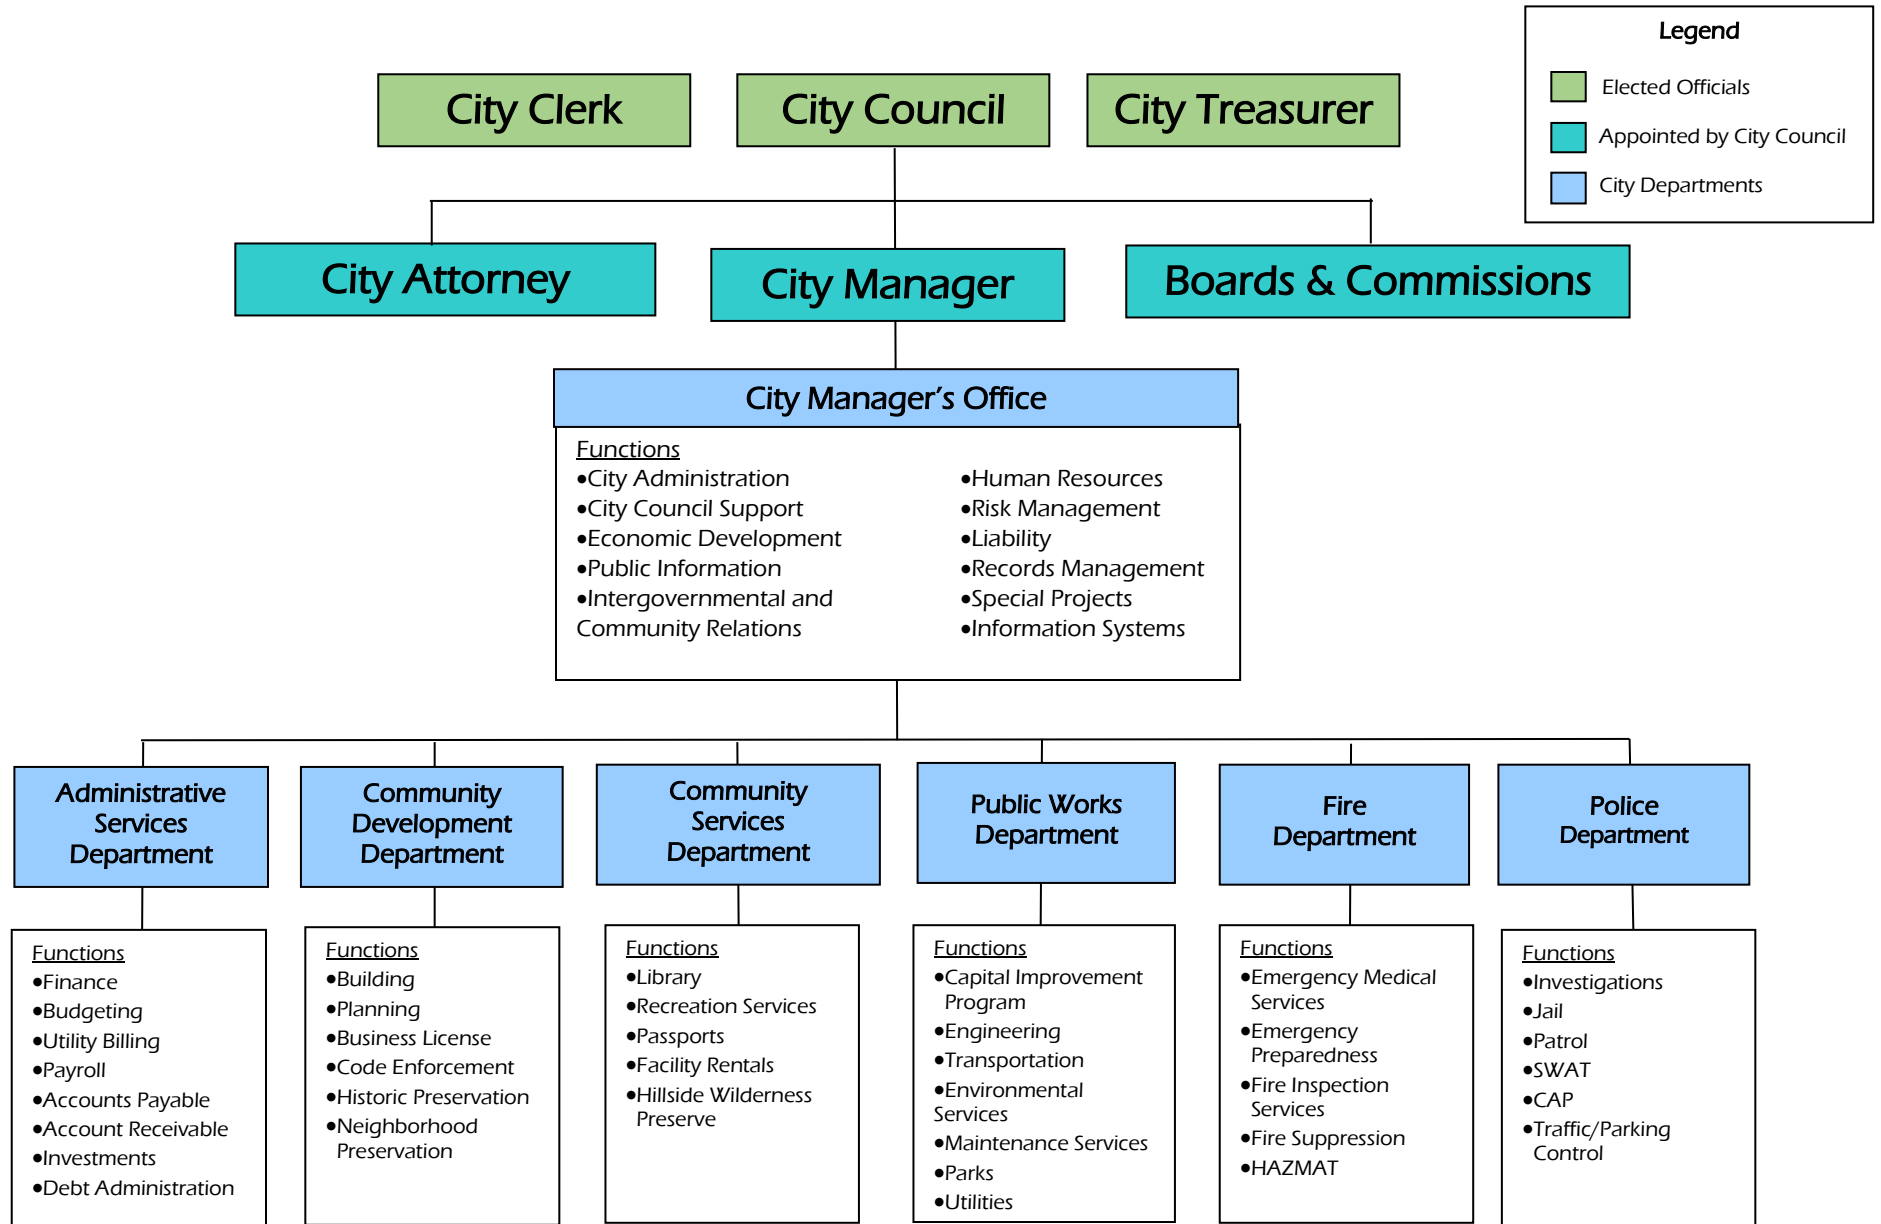 Legend
Elected Officials
Appointed by City Council
City Departments
City Clerk
City Council
City Treasurer
City Attorney
City Manager
Boards & Commissions
City Manager's Office
Functions
•City Administration
•City Council Support
•Economic Development
•Public Information
•Intergovernmental and
Community Relations
•Human Resources
•Risk Management
•Liability
•Records Management
•Special Projects
•Information Systems
Administrative
Services
Department
Functions
•Finance
•Budgeting
•Utility Billing
•Payroll
•Accounts Payable
•Account Receivable
•Investments
•Debt Administration
Community
Development
Department
Functions
•Building
•Planning
•Business License
•Code Enforcement
•Historic Preservation
•Neighborhood
Preservation
Community
Services
Department
Functions
•Library
•Recreation Services
•Passports
•Facility Rentals
•Hillside Wilderness
Preserve
Public Works
Department
Functions
•Capital Improvement
Program
•Engineering
•Transportation
•Environmental
Services
•Maintenance Services
•Parks
•Utilities
Fire
Department
Functions
•Emergency Medical
Services
•Emergency
Preparedness
•Fire Inspection
Services
•Fire Suppression
•HAZMAT
Police
Department
Functions
•Investigations
•Jail
•Patrol
•SWAT
•CAP
•Traffic/Parking
Control